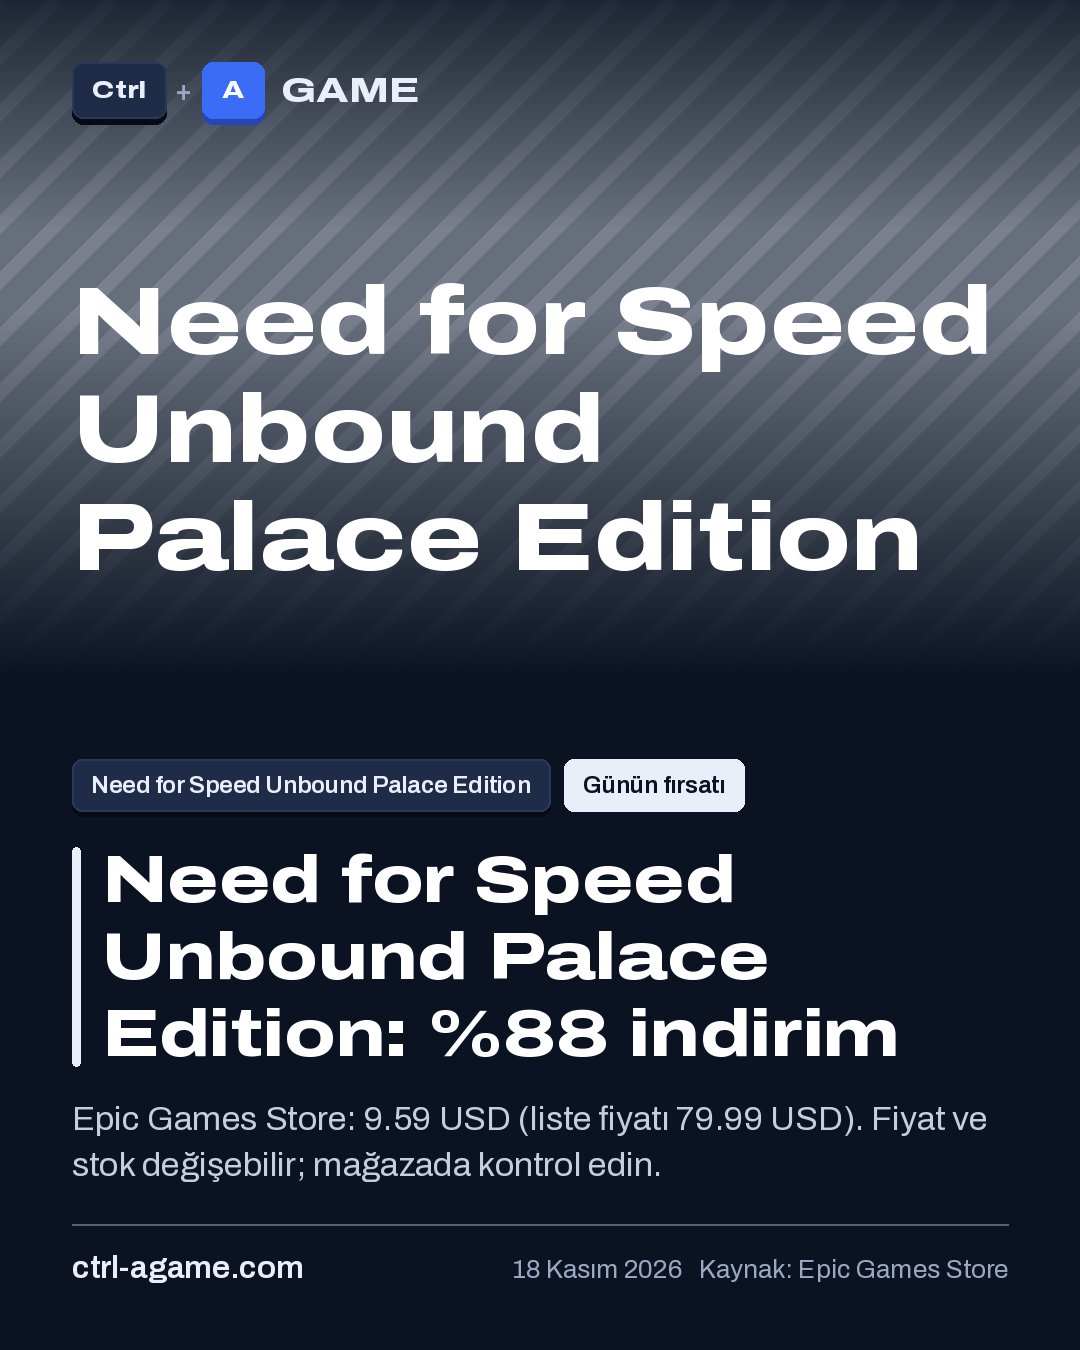 Ctrl + A GAME
Need for Speed
Unbound
Palace Edition
Need for Speed Unbound Palace Edition
Günün fırsatı
Need for Speed
Unbound Palace
Edition: %88 indirim
Epic Games Store: 9.59 USD (liste fiyatı 79.99 USD). Fiyat ve
stok değişebilir; mağazada kontrol edin.
ctrl-agame.com
18 Kasım 2026 Kaynak: Epic Games Store